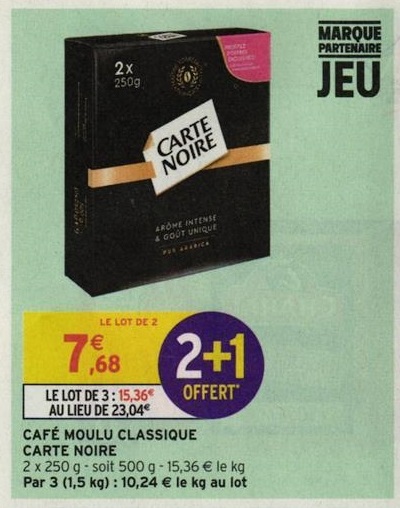 MARQUE
PARTENAIRE
JEU
2x
250g
CARTE
NOIRE
ARÔME INTENSE
& GOÛT UNIQUE
PUR ARABICA
LE LOT DE 2
7€,68
2+1
OFFERT*
LE LOT DE 3 : 15,36€
AU LIEU DE 23,04€
CAFÉ MOULU CLASSIQUE
CARTE NOIRE
2 x 250 g - soit 500 g - 15,36 € le kg
Par 3 (1,5 kg) : 10,24 € le kg au lot